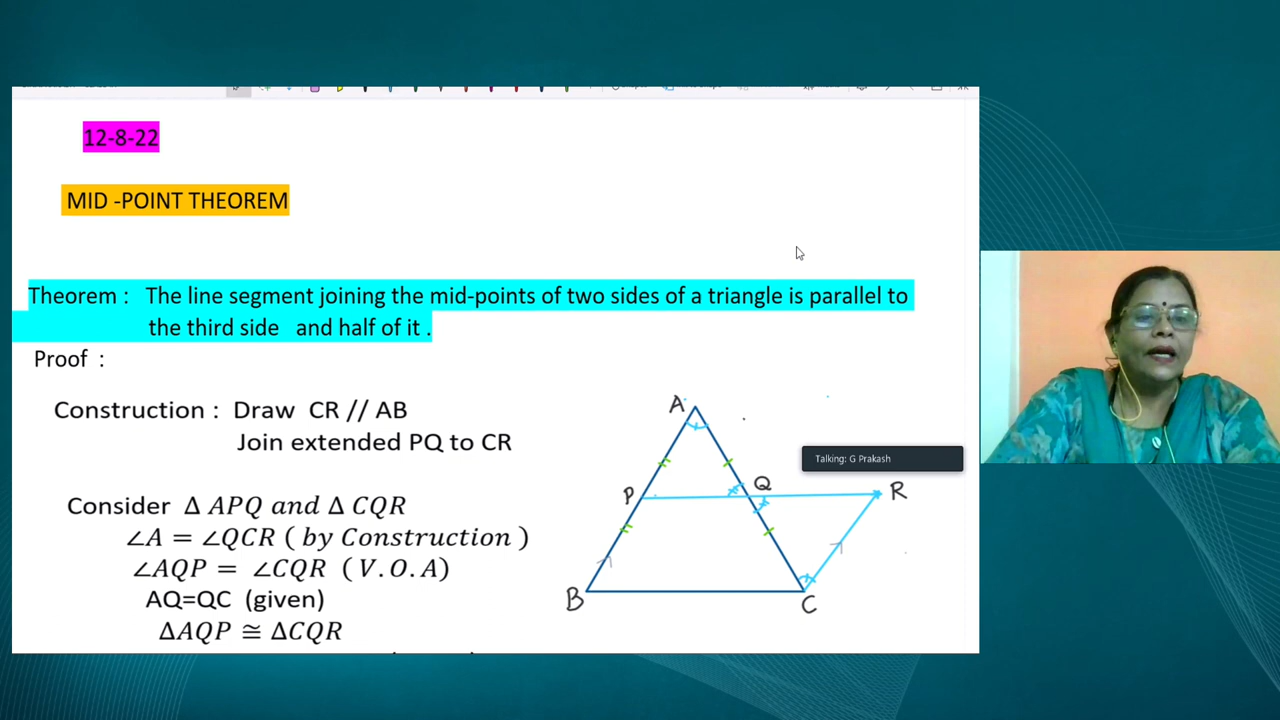 12-8-22
MID -POINT THEOREM
Theorem : The line segment joining the mid-points of two sides of a triangle is parallel to
the third side and half of it .
Proof :
Construction : Draw CR // AB
Join extended PQ to CR
Consider Δ APQ and Δ CQR
∠A = ∠QCR ( by Construction )
∠AQP = ∠CQR (V.O.A)
AQ=QC (given)
ΔAQP ≅ ΔCQR
A
P
Q
R
B
C
Talking: G Prakash